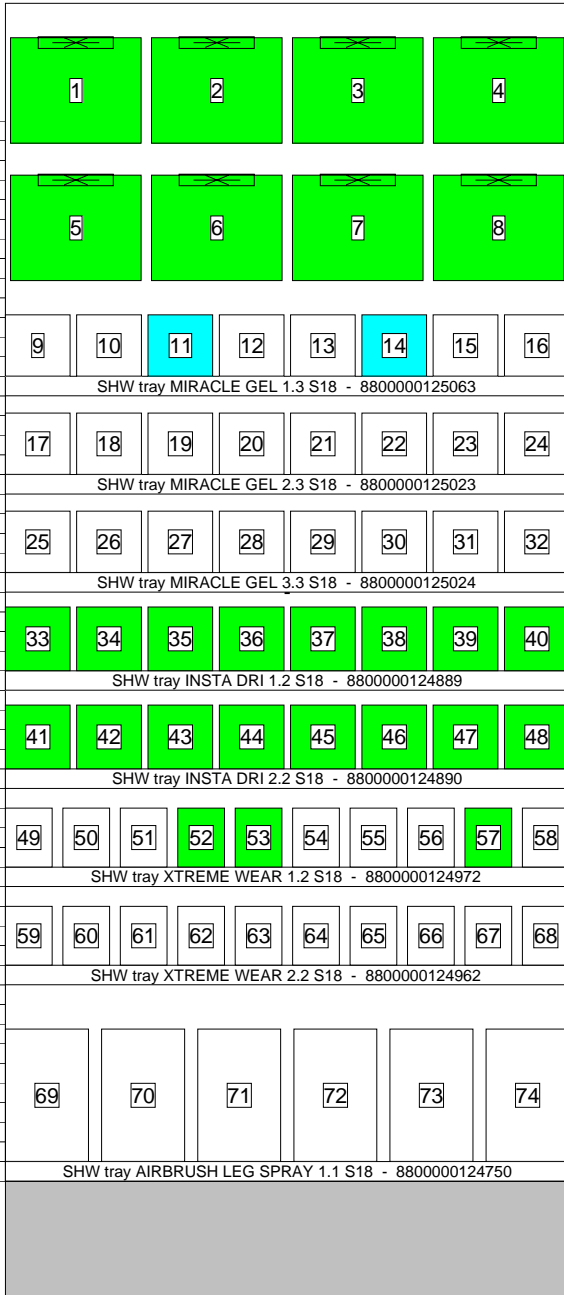 1 2 3 4
5 6 7 8
9 10 11 12 13 14 15 16
SHW tray MIRACLE GEL 1.3 S18 - 8800000125063
17 18 19 20 21 22 23 24
SHW tray MIRACLE GEL 2.3 S18 - 8800000125023
25 26 27 28 29 30 31 32
SHW tray MIRACLE GEL 3.3 S18 - 8800000125024
33 34 35 36 37 38 39 40
SHW tray INSTA DRI 1.2 S18 - 8800000124889
41 42 43 44 45 46 47 48
SHW tray INSTA DRI 2.2 S18 - 8800000124890
49 50 51 52 53 54 55 56 57 58
SHW tray XTREME WEAR 1.2 S18 - 8800000124972
59 60 61 62 63 64 65 66 67 68
SHW tray XTREME WEAR 2.2 S18 - 8800000124962
69 70 71 72 73 74
SHW tray AIRBRUSH LEG SPRAY 1.1 S18 - 8800000124750